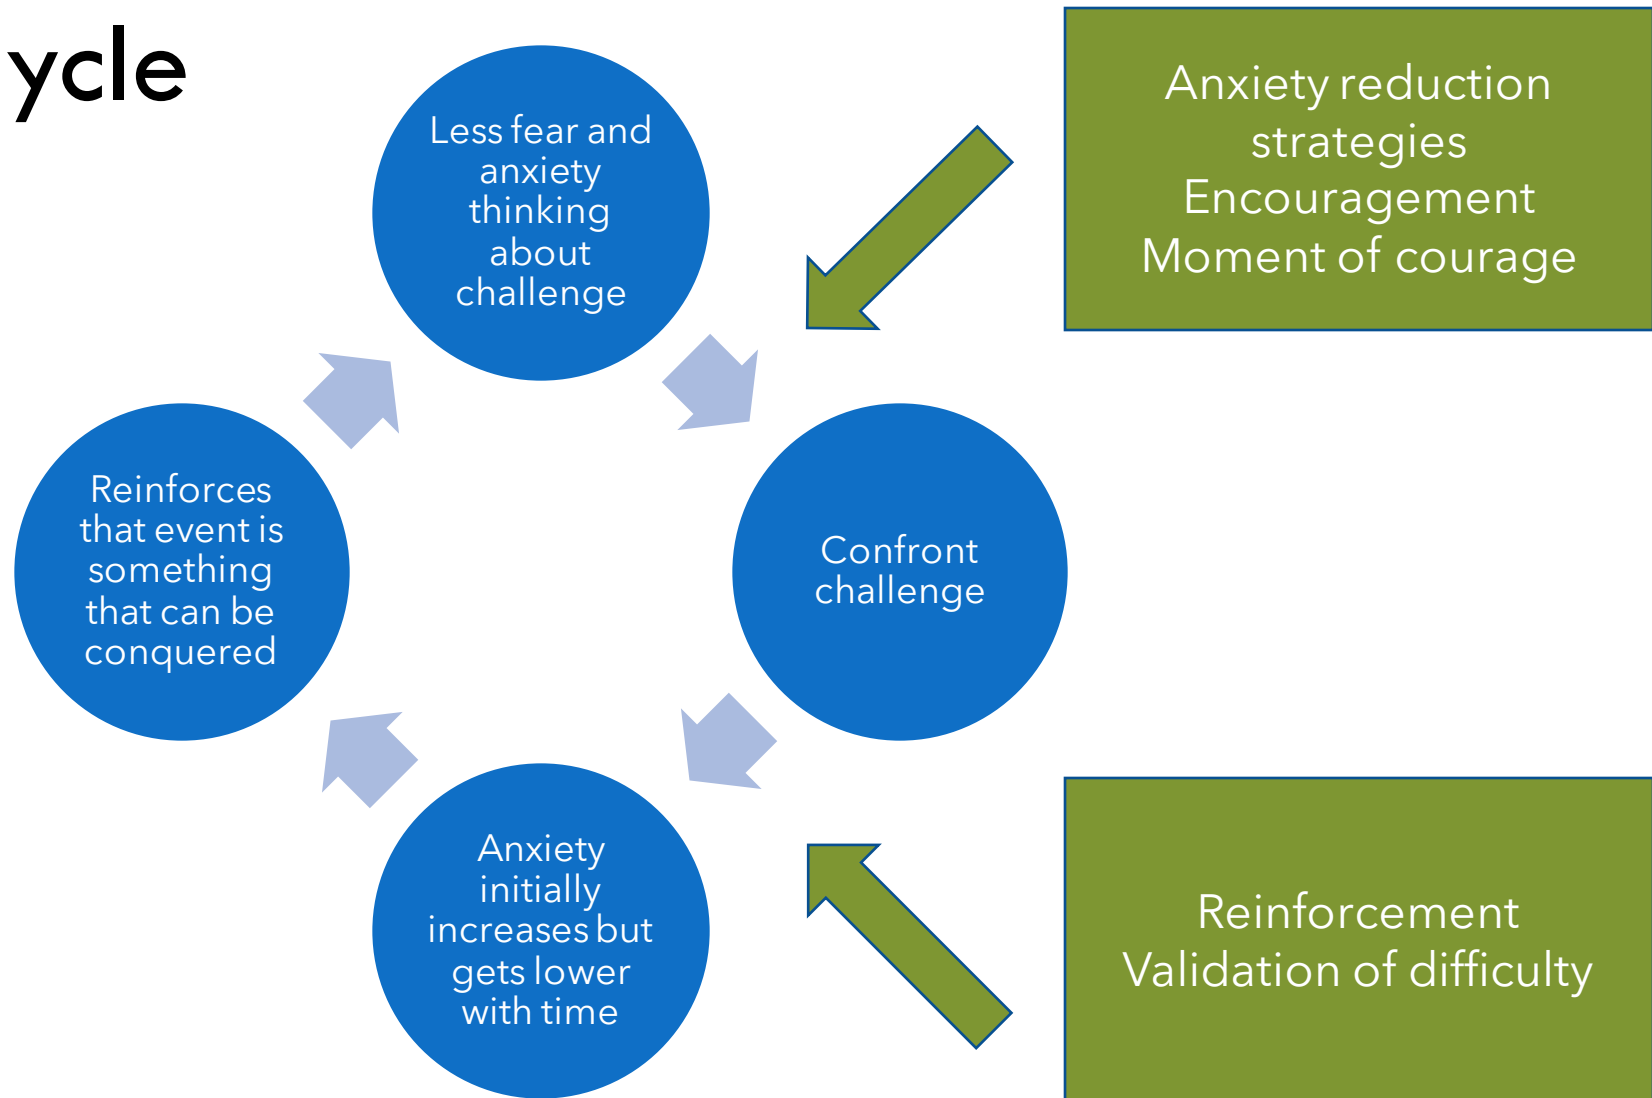 ycle
Less fear and
anxiety
thinking
about
challenge
Anxiety reduction
strategies
Encouragement
Moment of courage
Confront
challenge
Reinforces
that event is
something
that can be
conquered
Anxiety
initially
increases but
gets lower
with time
Reinforcement
Validation of difficulty